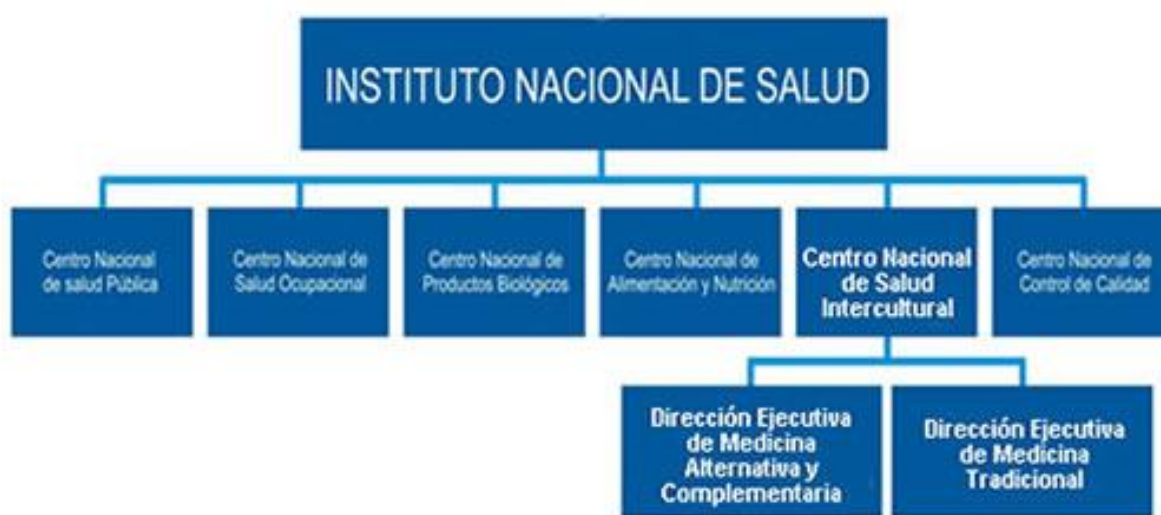 INSTITUTO NACIONAL DE SALUD
Centro Nacional
de salud Pública
Centro Nacional de
Salud Ocupacional
Centro Nacional de
Productos Biológicos
Centro Nacional de
Alimentación y Nutrición
Centro Nacional
de Salud
Intercultural
Centro Nacional de
Control de Calidad
Dirección Ejecutiva
de Medicina
Alternativa y
Complementaria
Dirección Ejecutiva
de Medicina
Tradicional